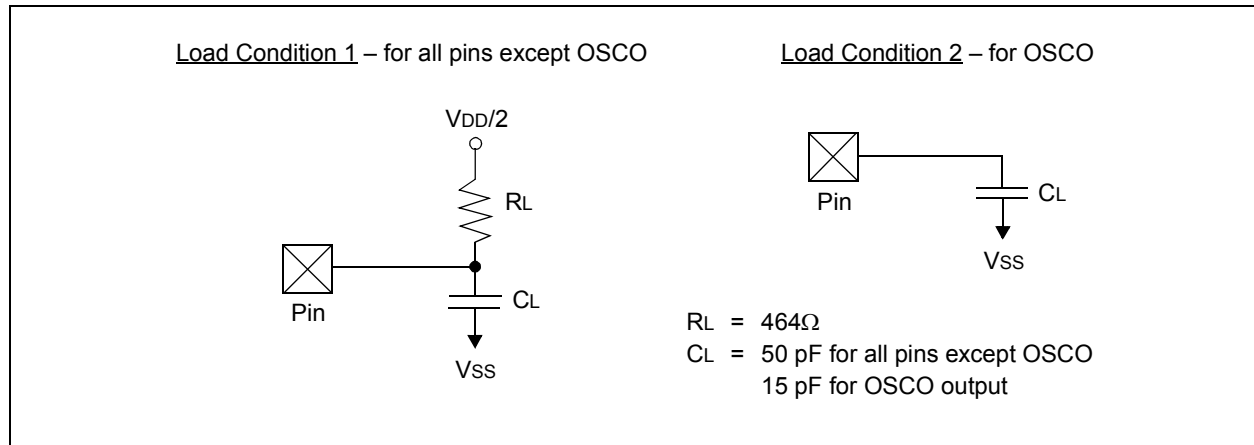 Load Condition 1 – for all pins except OSCO
VDD/2
RL
Pin
CL
VSS
Load Condition 2 – for OSCO
Pin
CL
VSS
RL = 464Ω
CL = 50 pF for all pins except OSCO
15 pF for OSCO output